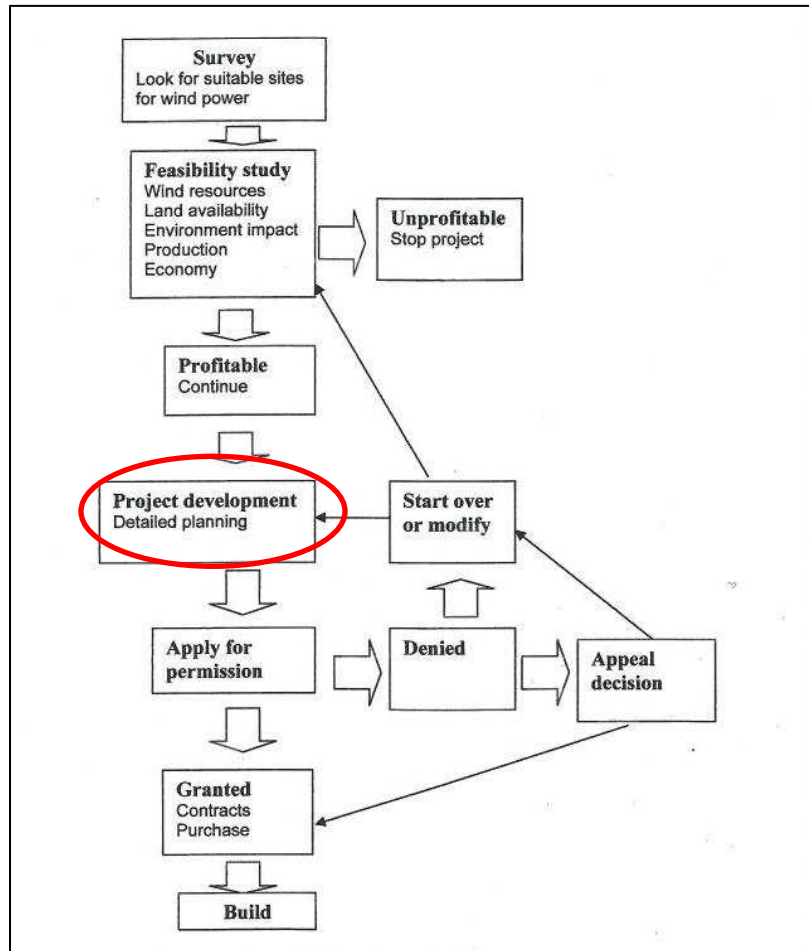 Survey
Look for suitable sites
for wind power
Feasibility study
Wind resources
Land availability
Environment impact
Production
Economy
Unprofitable
Stop project
Profitable
Continue
Project development
Detailed planning
Start over
or modify
Apply for
permission
Denied
Appeal
decision
Granted
Contracts
Purchase
Build